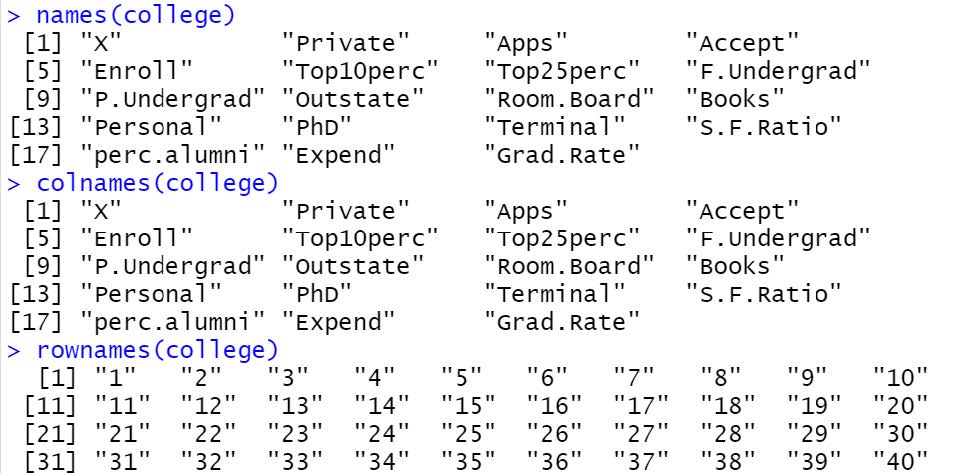 > names(college)
[1] "X" "Private" "Apps" "Accept"
[5] "Enroll" "Top10perc" "Top25perc" "F.Undergrad"
[9] "P.Undergrad" "Outstate" "Room.Board" "Books"
[13] "Personal" "PhD" "Terminal" "S.F.Ratio"
[17] "perc.alumni" "Expend" "Grad.Rate"
> colnames(college)
[1] "X" "Private" "Apps" "Accept"
[5] "Enroll" "Top10perc" "Top25perc" "F.Undergrad"
[9] "P.Undergrad" "Outstate" "Room.Board" "Books"
[13] "Personal" "PhD" "Terminal" "S.F.Ratio"
[17] "perc.alumni" "Expend" "Grad.Rate"
> rownames(college)
[1] "1" "2" "3" "4" "5" "6" "7" "8" "9" "10"
[11] "11" "12" "13" "14" "15" "16" "17" "18" "19" "20"
[21] "21" "22" "23" "24" "25" "26" "27" "28" "29" "30"
[31] "31" "32" "33" "34" "35" "36" "37" "38" "39" "40"